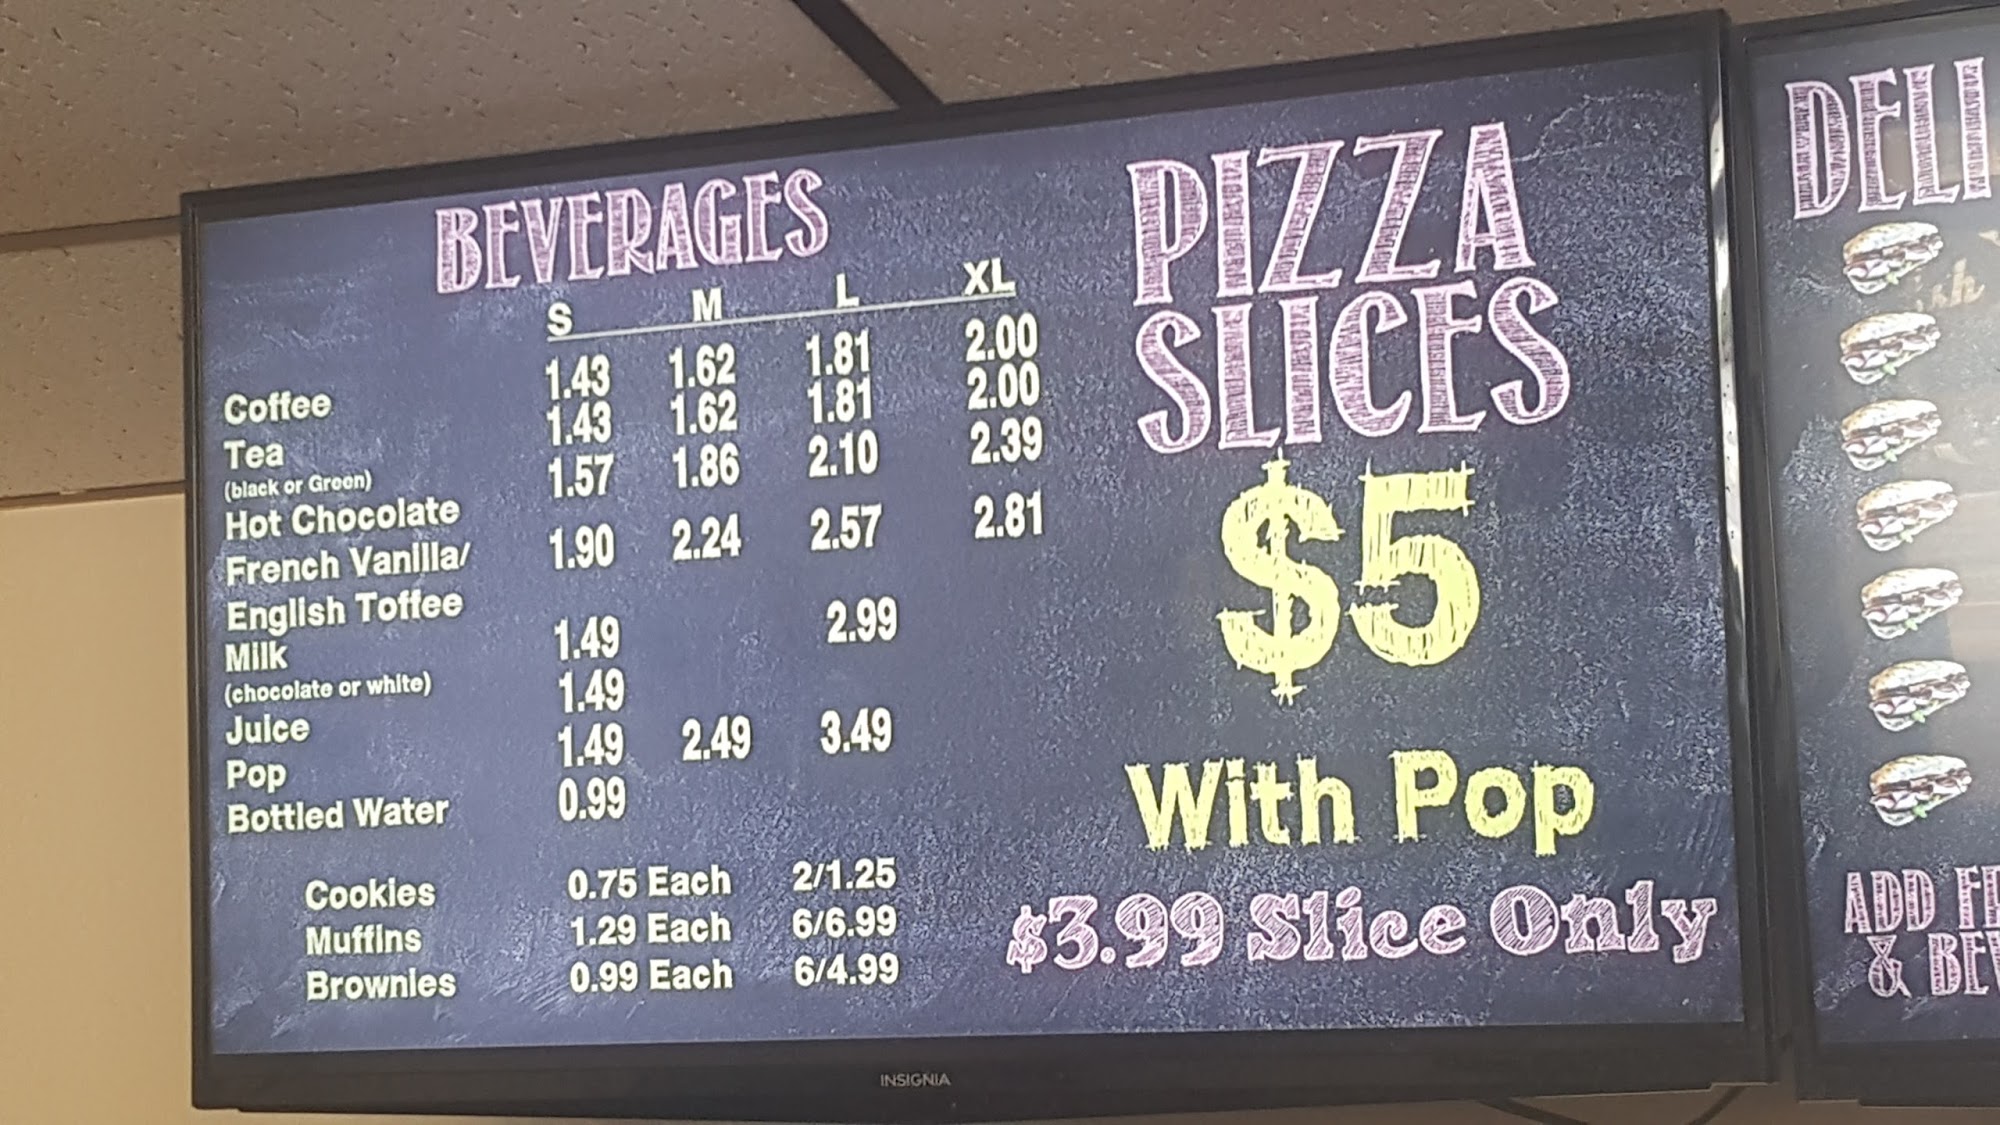 BEVERAGES
S M L XL
Coffee 1.43 1.62 1.81 2.00
Tea 1.43 1.62 1.81 2.00
(black or Green)
Hot Chocolate 1.57 1.86 2.10 2.39
French Vanilla/ 1.90 2.24 2.57 2.81
English Toffee
Milk 1.49 2.99
(chocolate or white)
Juice 1.49
Pop 1.49 2.49 3.49
Bottled Water 0.99
Cookies 0.75 Each 2/1.25
Muffins 1.29 Each 6/6.99
Brownies 0.99 Each 6/4.99
PIZZA
SLICES
$5
With Pop
$3.99 Slice Only
INSIGNIA
DELI
ADD
&